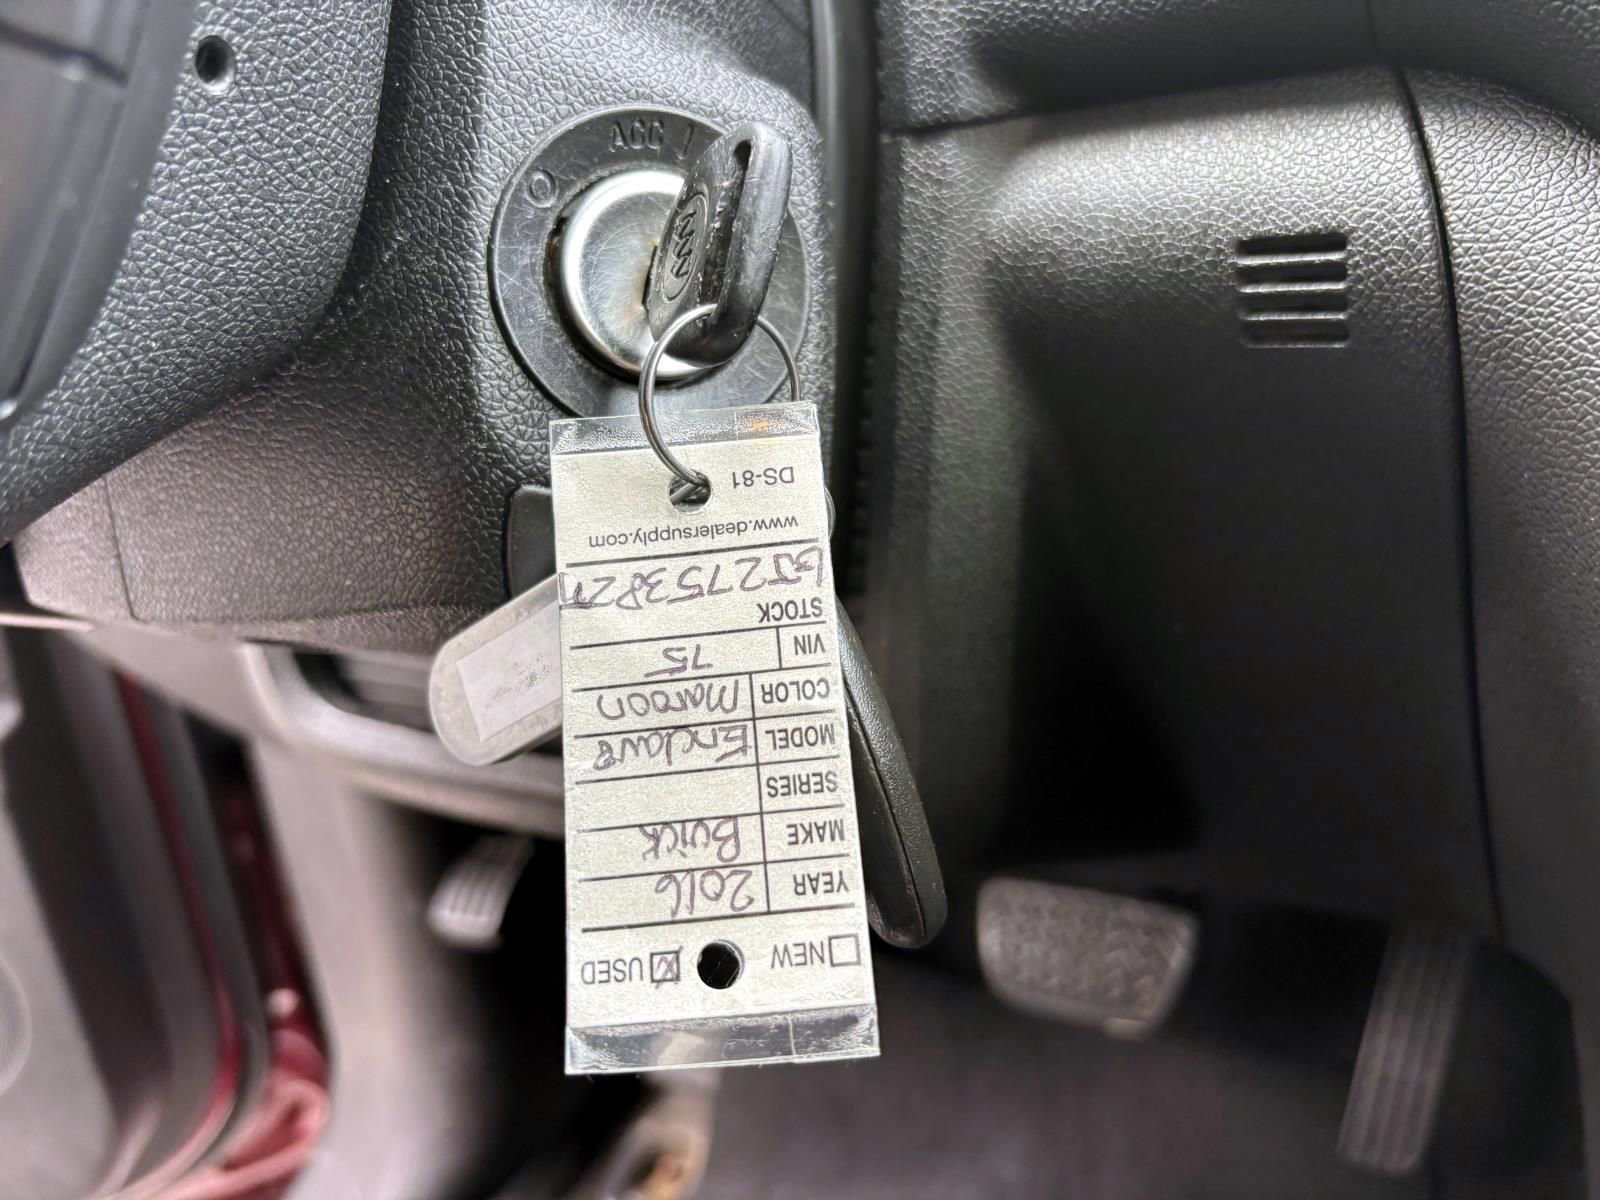 ACC I
O
NEW USED
YEAR 2016
MAKE Buick
SERIES
MODEL Enclave
COLOR Maroon
VIN 75
STOCK
www.dealersupply.com
DS-81